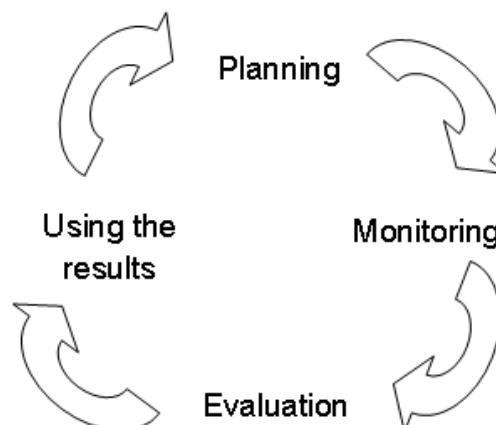 Planning
Monitoring
Evaluation
Using the
results